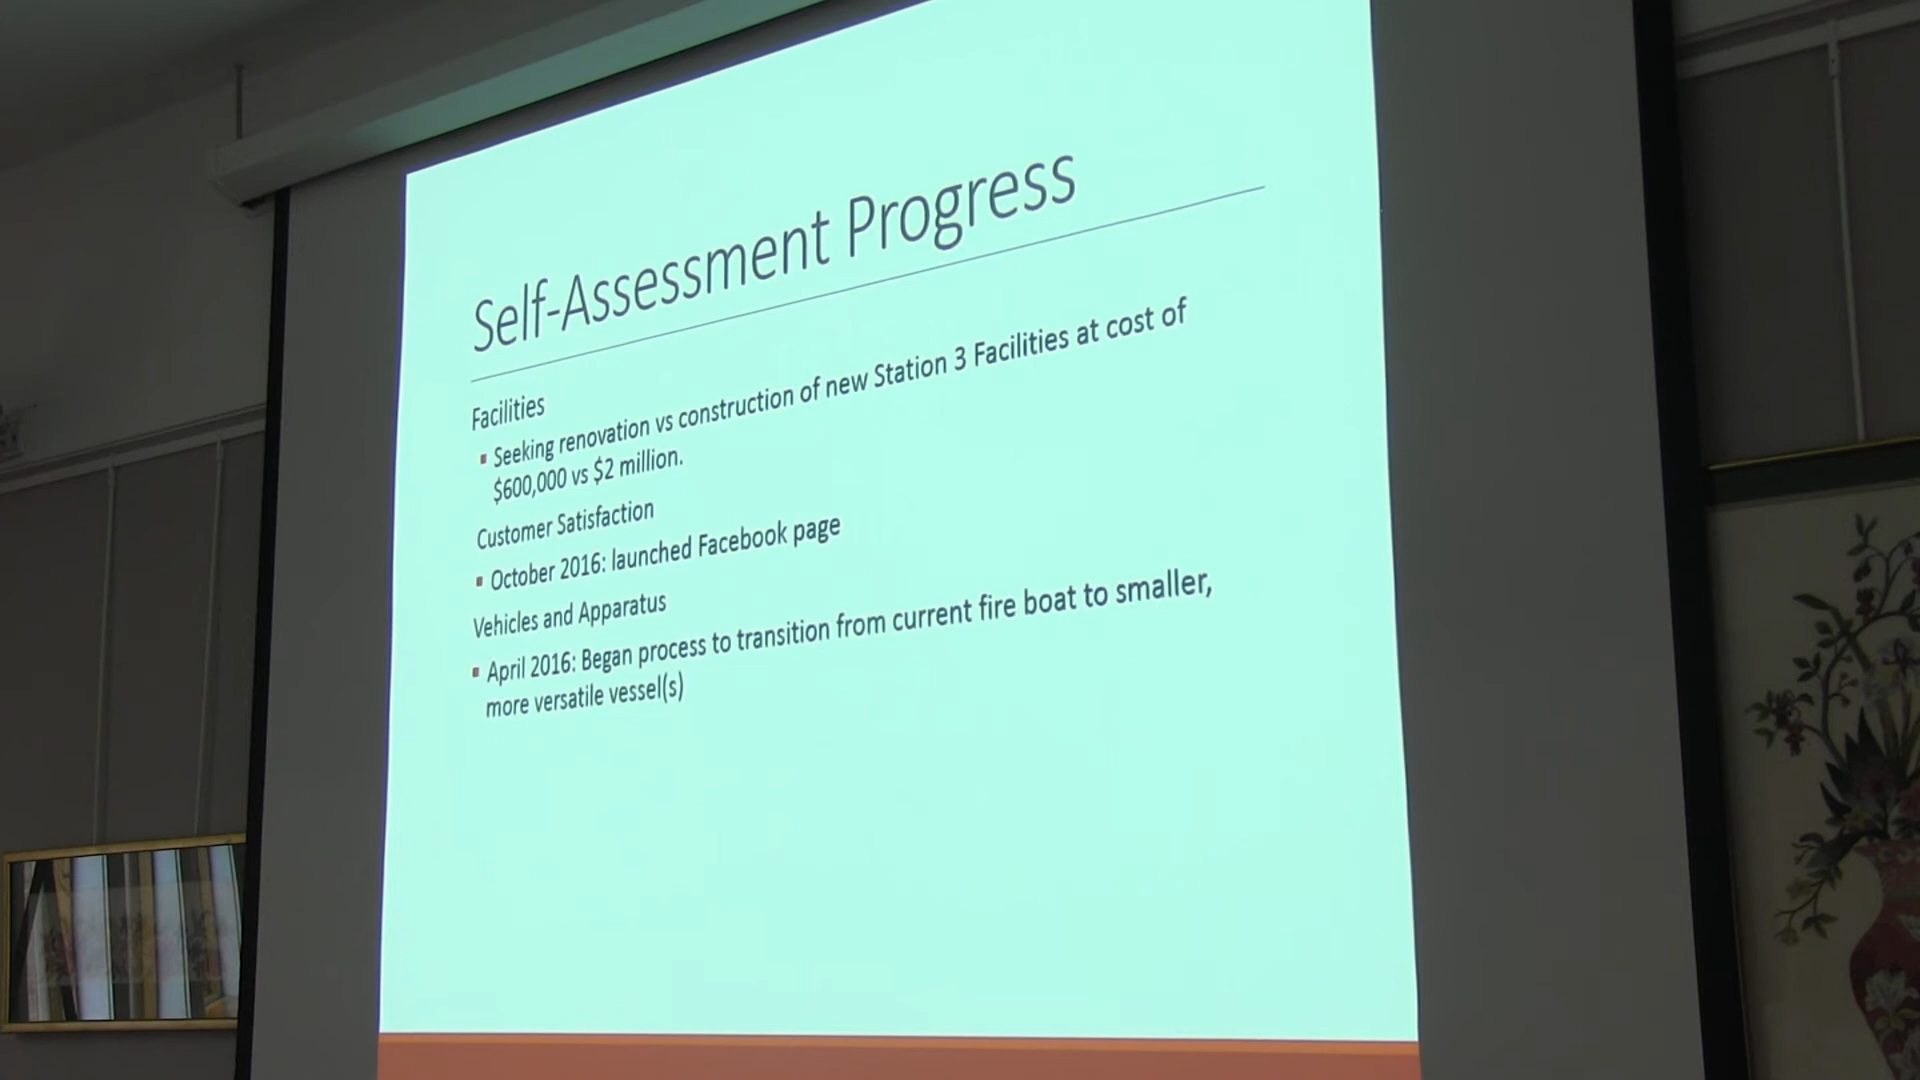 Self-Assessment Progress
Facilities
▪ Seeking renovation vs construction of new Station 3 Facilities at cost of
$600,000 vs $2 million.
Customer Satisfaction
▪ October 2016: launched Facebook page
Vehicles and Apparatus
▪ April 2016: Began process to transition from current fire boat to smaller,
more versatile vessel(s)